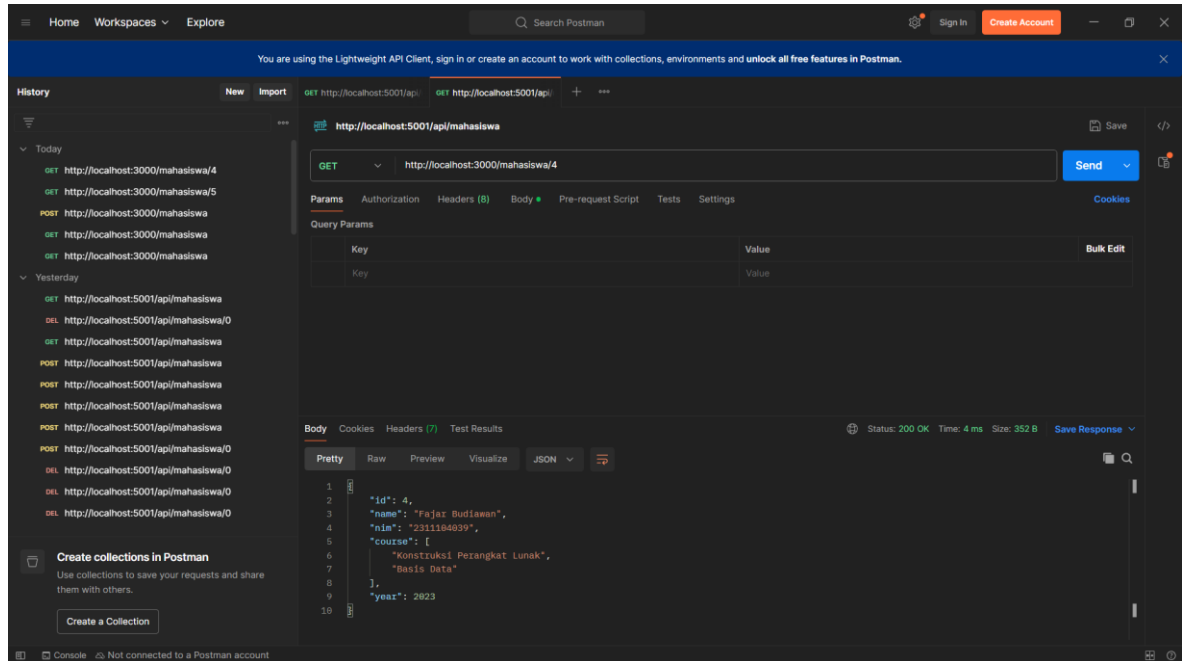 Home Workspaces Explore Search Postman Sign In Create Account
You are using the Lightweight API Client, sign in or create an account to work with collections, environments and unlock all free features in Postman.
History New Import
GET http://localhost:5001/api GET http://localhost:5001/api/
HTTP http://localhost:5001/api/mahasiswa Save
Today
GET http://localhost:3000/mahasiswa/4
GET http://localhost:3000/mahasiswa/5
POST http://localhost:3000/mahasiswa
GET http://localhost:3000/mahasiswa
GET http://localhost:3000/mahasiswa
Yesterday
GET http://localhost:5001/api/mahasiswa
DEL http://localhost:5001/api/mahasiswa/0
GET http://localhost:5001/api/mahasiswa
POST http://localhost:5001/api/mahasiswa
POST http://localhost:5001/api/mahasiswa
POST http://localhost:5001/api/mahasiswa
POST http://localhost:5001/api/mahasiswa
POST http://localhost:5001/api/mahasiswa/0
DEL http://localhost:5001/api/mahasiswa/0
DEL http://localhost:5001/api/mahasiswa/0
DEL http://localhost:5001/api/mahasiswa/0
Create collections in Postman
Use collections to save your requests and share
them with others.
Create a Collection
GET http://localhost:3000/mahasiswa/4 Send
Params Authorization Headers (8) Body Pre-request Script Tests Settings Cookies
Query Params
Key Value Bulk Edit
Key Value
Body Cookies Headers (7) Test Results Status: 200 OK Time: 4 ms Size: 352 B Save Response
Pretty Raw Preview Visualize JSON
1 {
2 "id": 4,
3 "name": "Fajar Budiawan",
4 "nim": "2311104039",
5 "course": [
6 "Konstruksi Perangkat Lunak",
7 "Basis Data"
8 ],
9 "year": 2023
10 }
Console Not connected to a Postman account